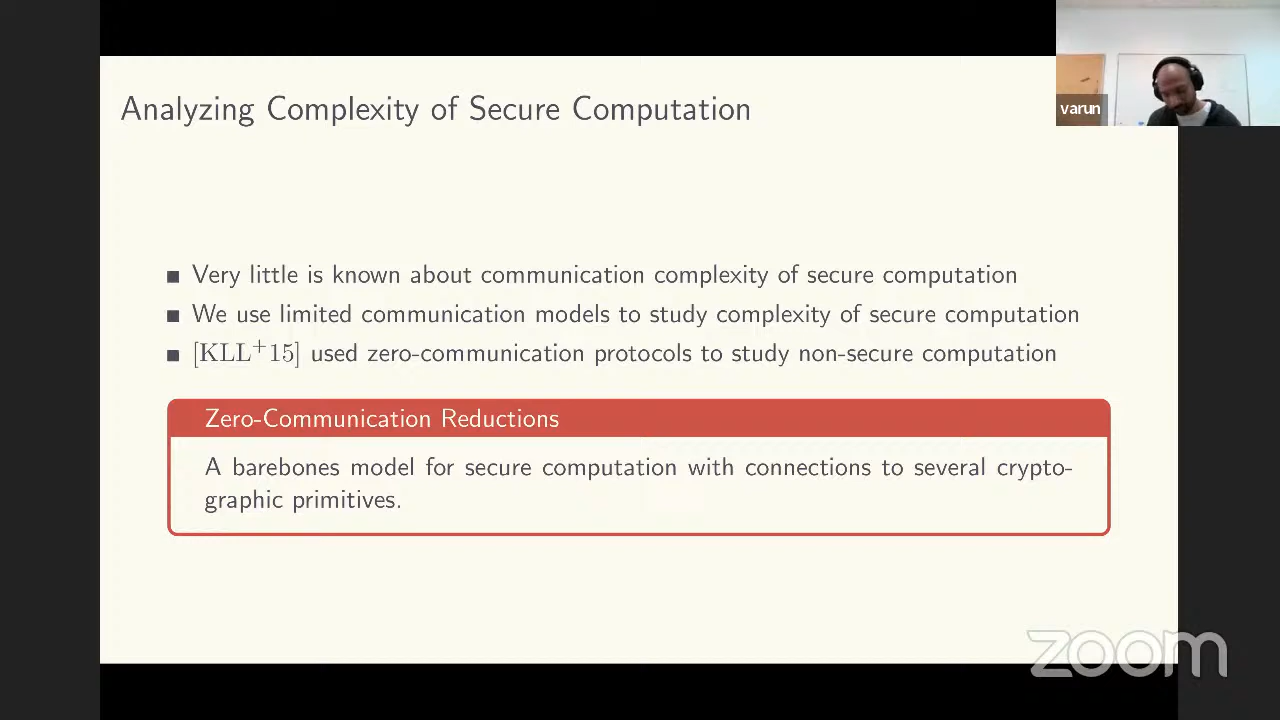 Analyzing Complexity of Secure Computation
varun
■ Very little is known about communication complexity of secure computation
■ We use limited communication models to study complexity of secure computation
■ [KLL⁺15] used zero-communication protocols to study non-secure computation
Zero-Communication Reductions
A barebones model for secure computation with connections to several crypto-
graphic primitives.
zoom